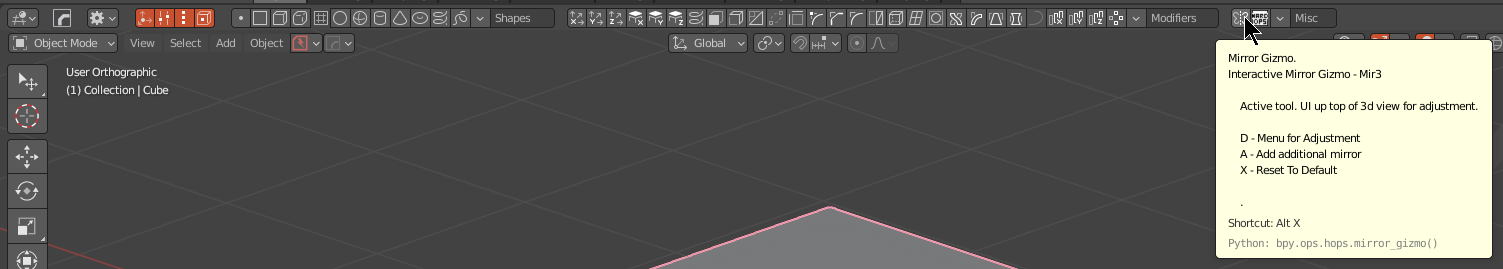 Shapes
Modifiers
HARD OPS
Misc
Object Mode
View
Select
Add
Object
Global
User Orthographic
(1) Collection | Cube
Mirror Gizmo.
Interactive Mirror Gizmo - Mir3
Active tool. UI up top of 3d view for adjustment.
D - Menu for Adjustment
A - Add additional mirror
X - Reset To Default
.
Shortcut: Alt X
Python: bpy.ops.hops.mirror_gizmo()